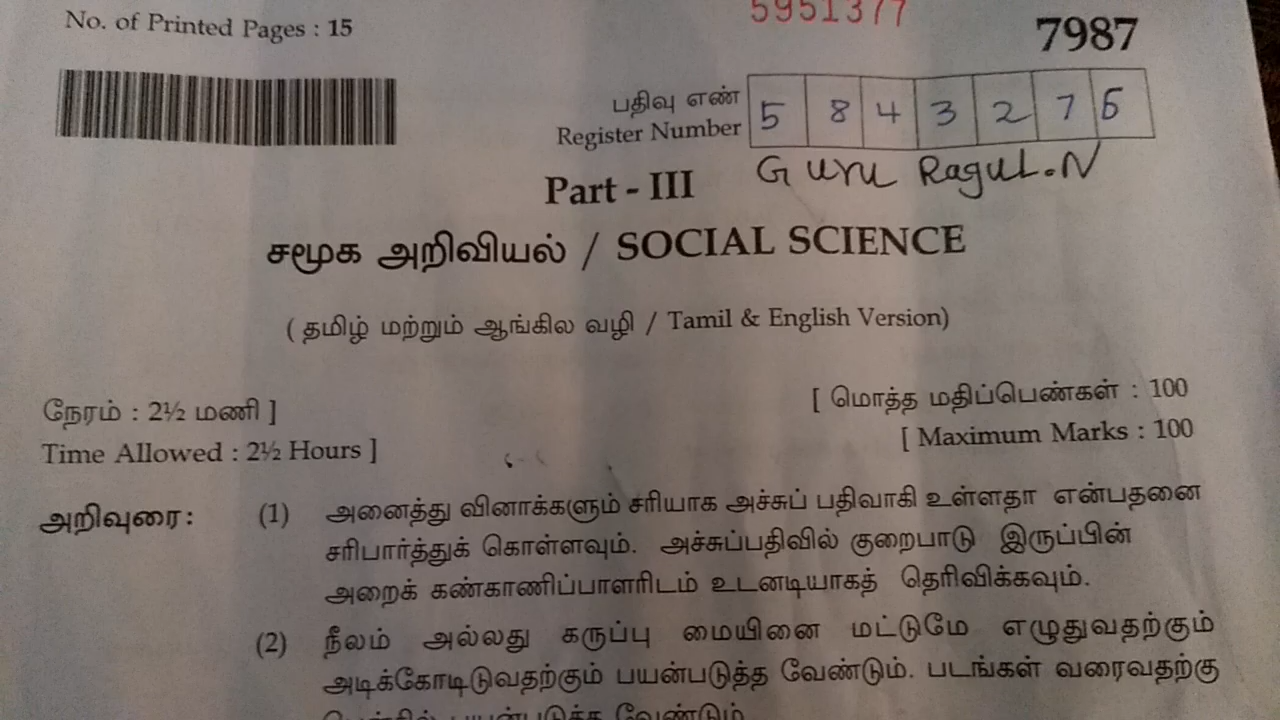 No. of Printed Pages : 15
5951377
7987
பதிவு எண்
Register Number
5 8 4 3 2 7 6
Guru Ragul.N
Part - III
சமூக அறிவியல் / SOCIAL SCIENCE
( தமிழ் மற்றும் ஆங்கில வழி / Tamil & English Version)
நேரம் : 2½ மணி ]
[ மொத்த மதிப்பெண்கள் : 100
Time Allowed : 2½ Hours ]
[ Maximum Marks : 100
அறிவுரை : (1) அனைத்து வினாக்களும் சரியாக அச்சுப் பதிவாகி உள்ளதா என்பதனை
சரிபார்த்துக் கொள்ளவும். அச்சுப்பதிவில் குறைபாடு இருப்பின்
அறைக் கண்காணிப்பாளரிடம் உடனடியாகத் தெரிவிக்கவும்.
(2) நீலம் அல்லது கருப்பு மையினை மட்டுமே எழுதுவதற்கும்
அடிக்கோடிடுவதற்கும் பயன்படுத்த வேண்டும். படங்கள் வரைவதற்கு
பென்சில் பயன்படுத்த வேண்டும்